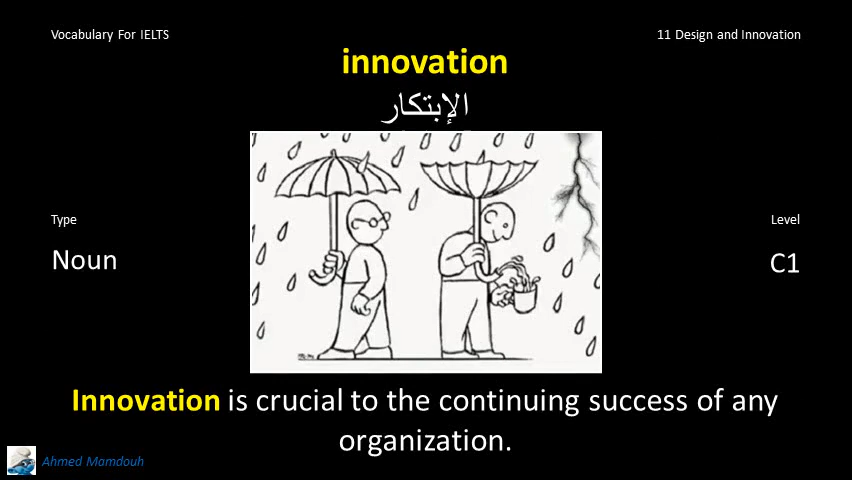 Vocabulary For IELTS
11 Design and Innovation
innovation
الإبتكار
Type
Level
Noun
C1
Innovation is crucial to the continuing success of any
organization.
Ahmed Mamdouh